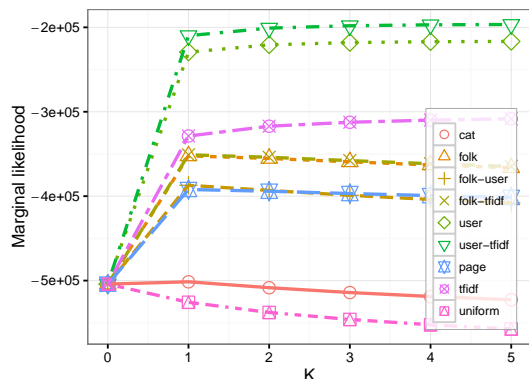 Marginal likelihood
−2e+05
−3e+05
−4e+05
−5e+05
cat
folk
folk−user
folk−tfidf
user
user−tfidf
page
tfidf
uniform
0 1 2 3 4 5
K